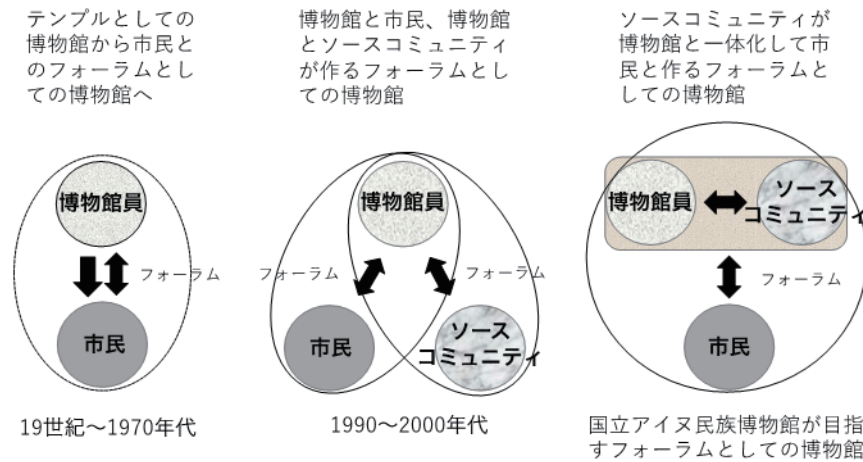 テンプルとしての
博物館から市民と
のフォーラムとし
ての博物館へ
博物館員
フォーラム
市民
19世紀～1970年代
博物館と市民、博物館
とソースコミュニティ
が作るフォーラムとし
ての博物館
博物館員
フォーラム
フォーラム
市民
ソース
コミュニティ
1990～2000年代
ソースコミュニティが
博物館と一体化して市
民と作るフォーラムと
しての博物館
博物館員
ソース
コミュニティ
フォーラム
市民
国立アイヌ民族博物館が目指
すフォーラムとしての博物館